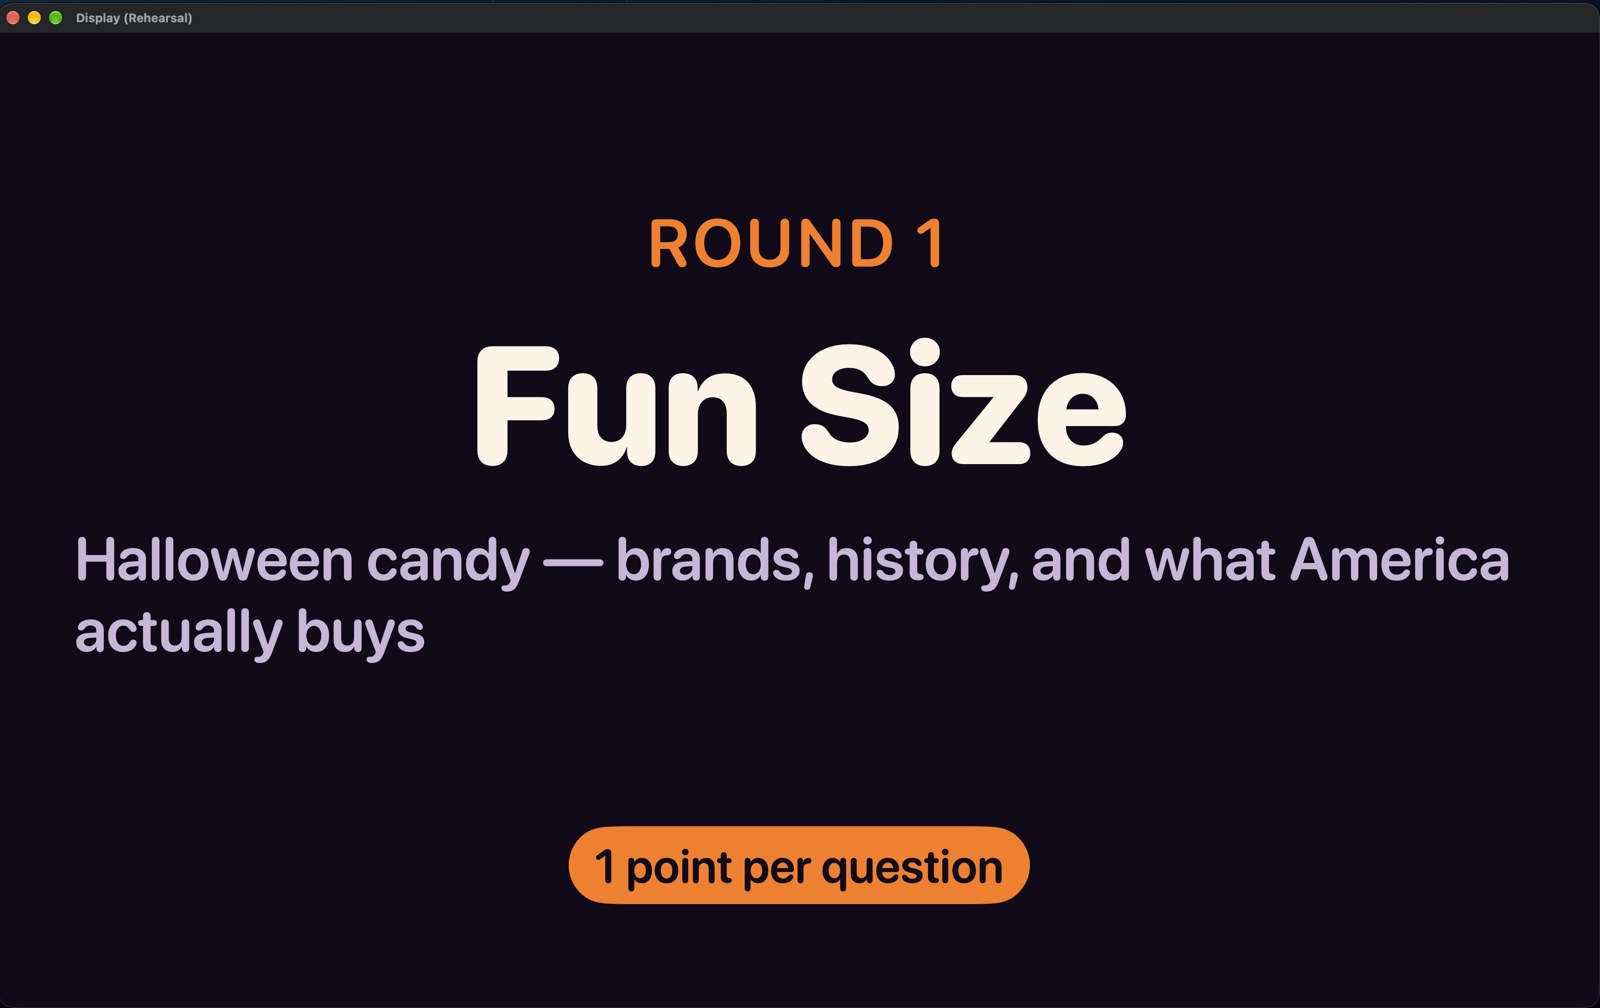 Display (Rehearsal)
ROUND 1
Fun Size
Halloween candy — brands, history, and what America
actually buys
1 point per question